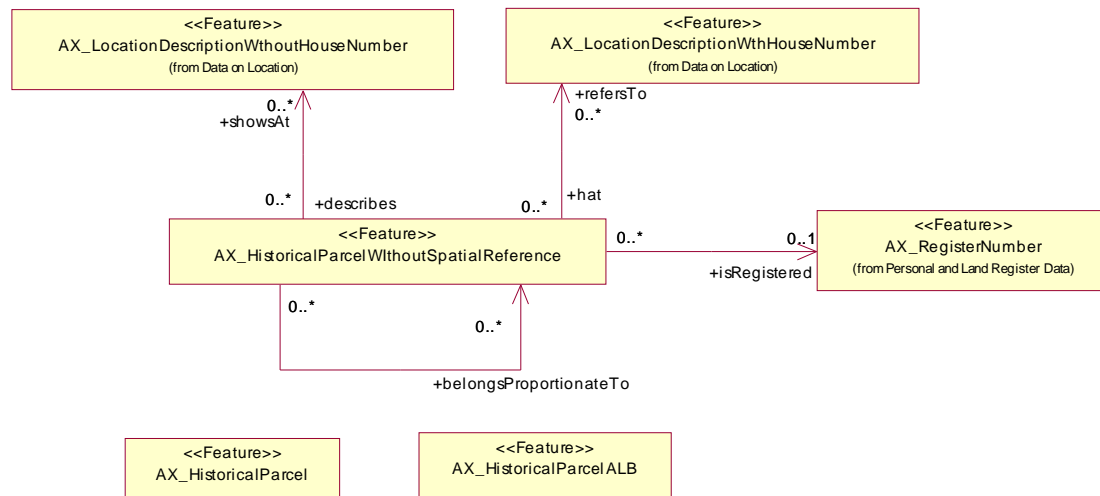 <<Feature>>
AX_LocationDescriptionWthoutHouseNumber
(from Data on Location)
<<Feature>>
AX_LocationDescriptionWthHouseNumber
(from Data on Location)
0..*
+showsAt
+refersTo
0..*
0..*
+describes
0..*
+hat
<<Feature>>
AX_HistoricalParcelWIthoutSpatialReference
0..*
0..1
+isRegistered
<<Feature>>
AX_RegisterNumber
(from Personal and Land Register Data)
0..*
0..*
+belongsProportionateTo
<<Feature>>
AX_HistoricalParcel
<<Feature>>
AX_HistoricalParcelALB